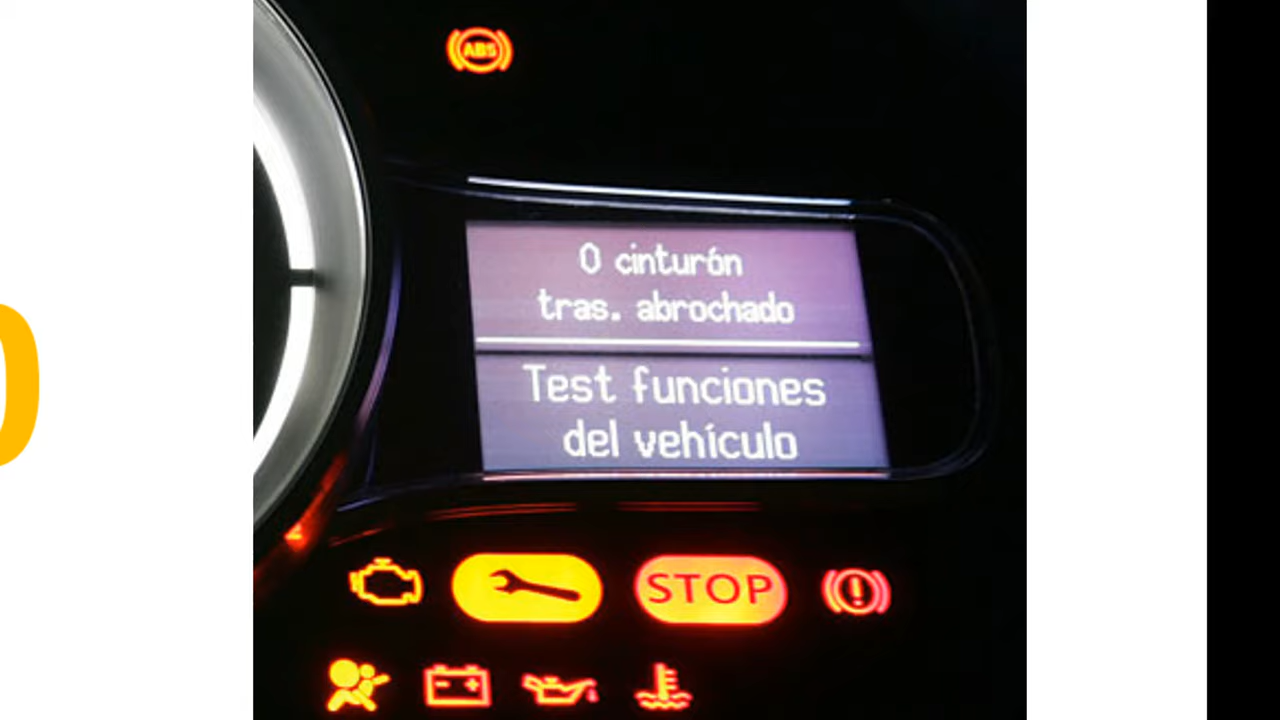 ABS
0 cinturón
tras. abrochado
Test funciones
del vehículo
STOP